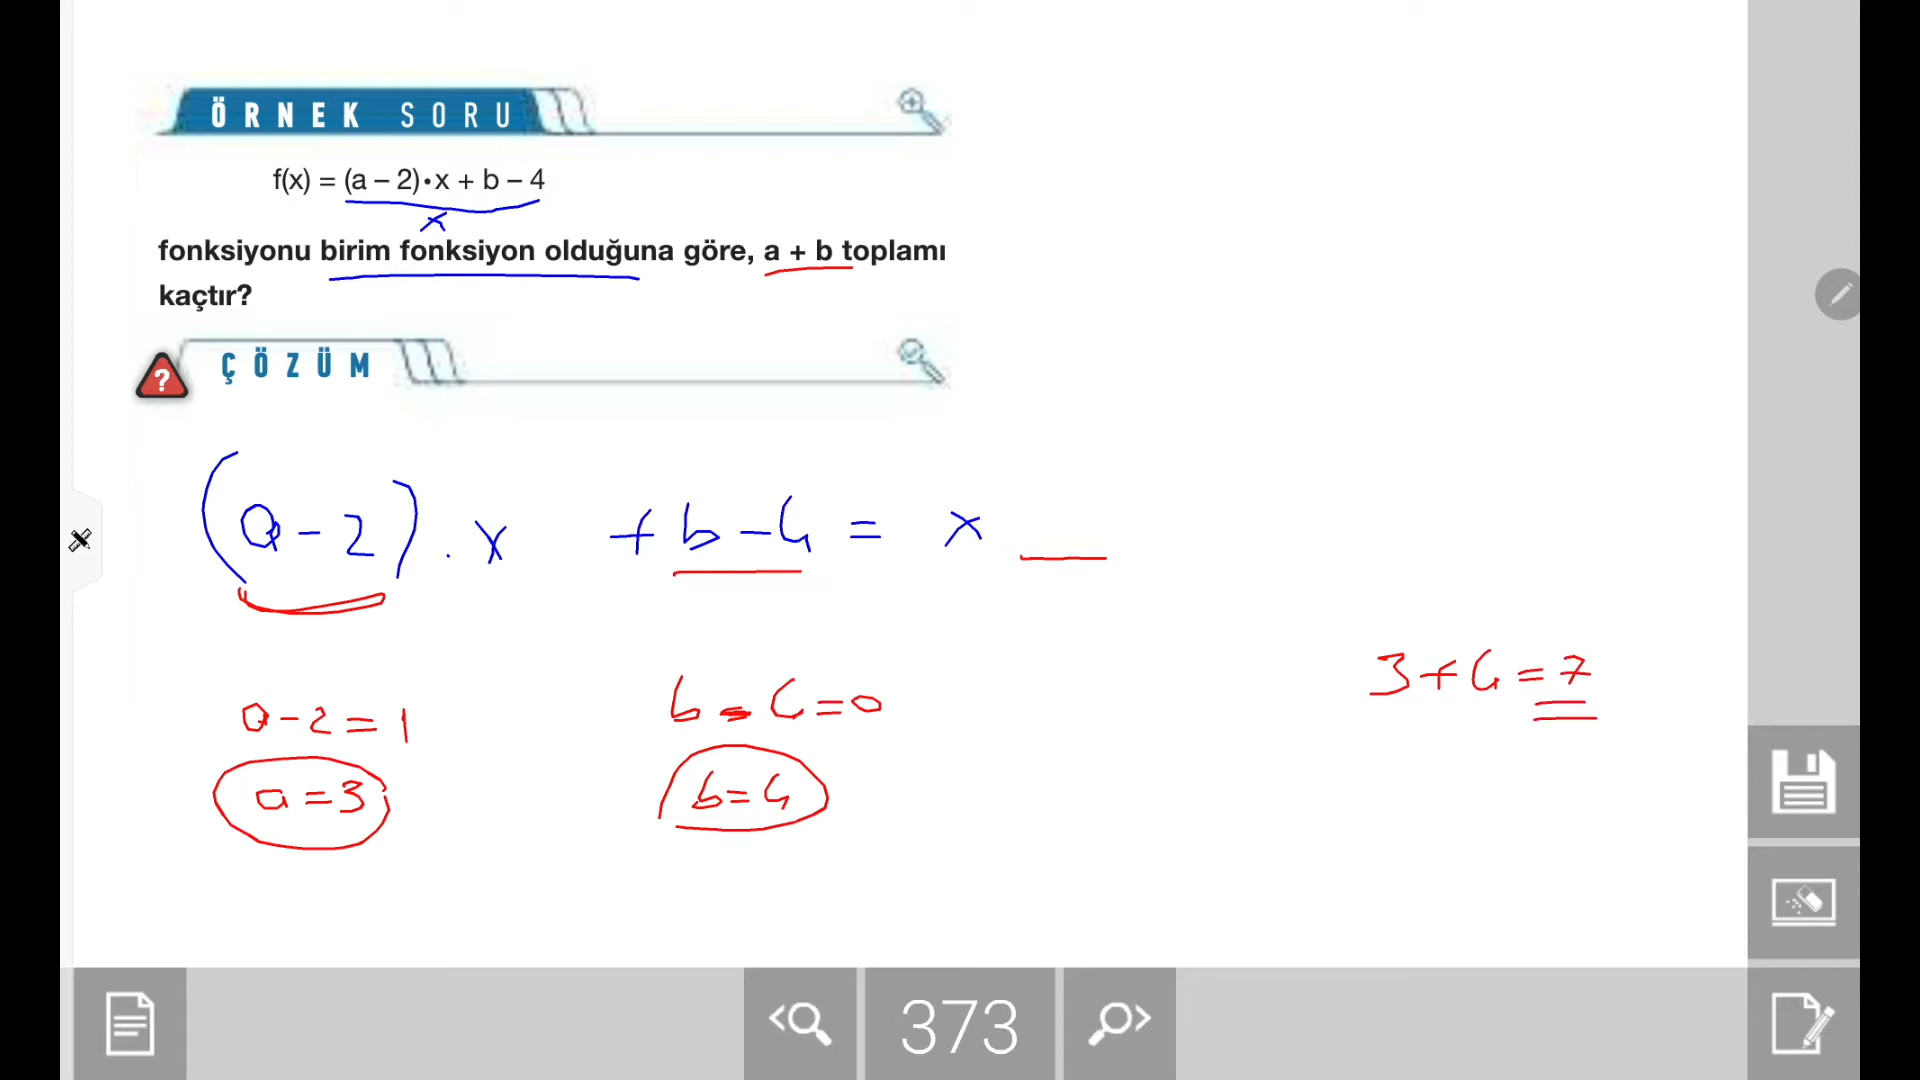 ÖRNEK SORU
f(x) = (a – 2)•x + b – 4
x
fonksiyonu birim fonksiyon olduğuna göre, a + b toplamı
kaçtır?
?
ÇÖZÜM
(a-2).x +b-4= x
a-2=1
b-4=0
3+4=7
a=3
b=4
<
373
>